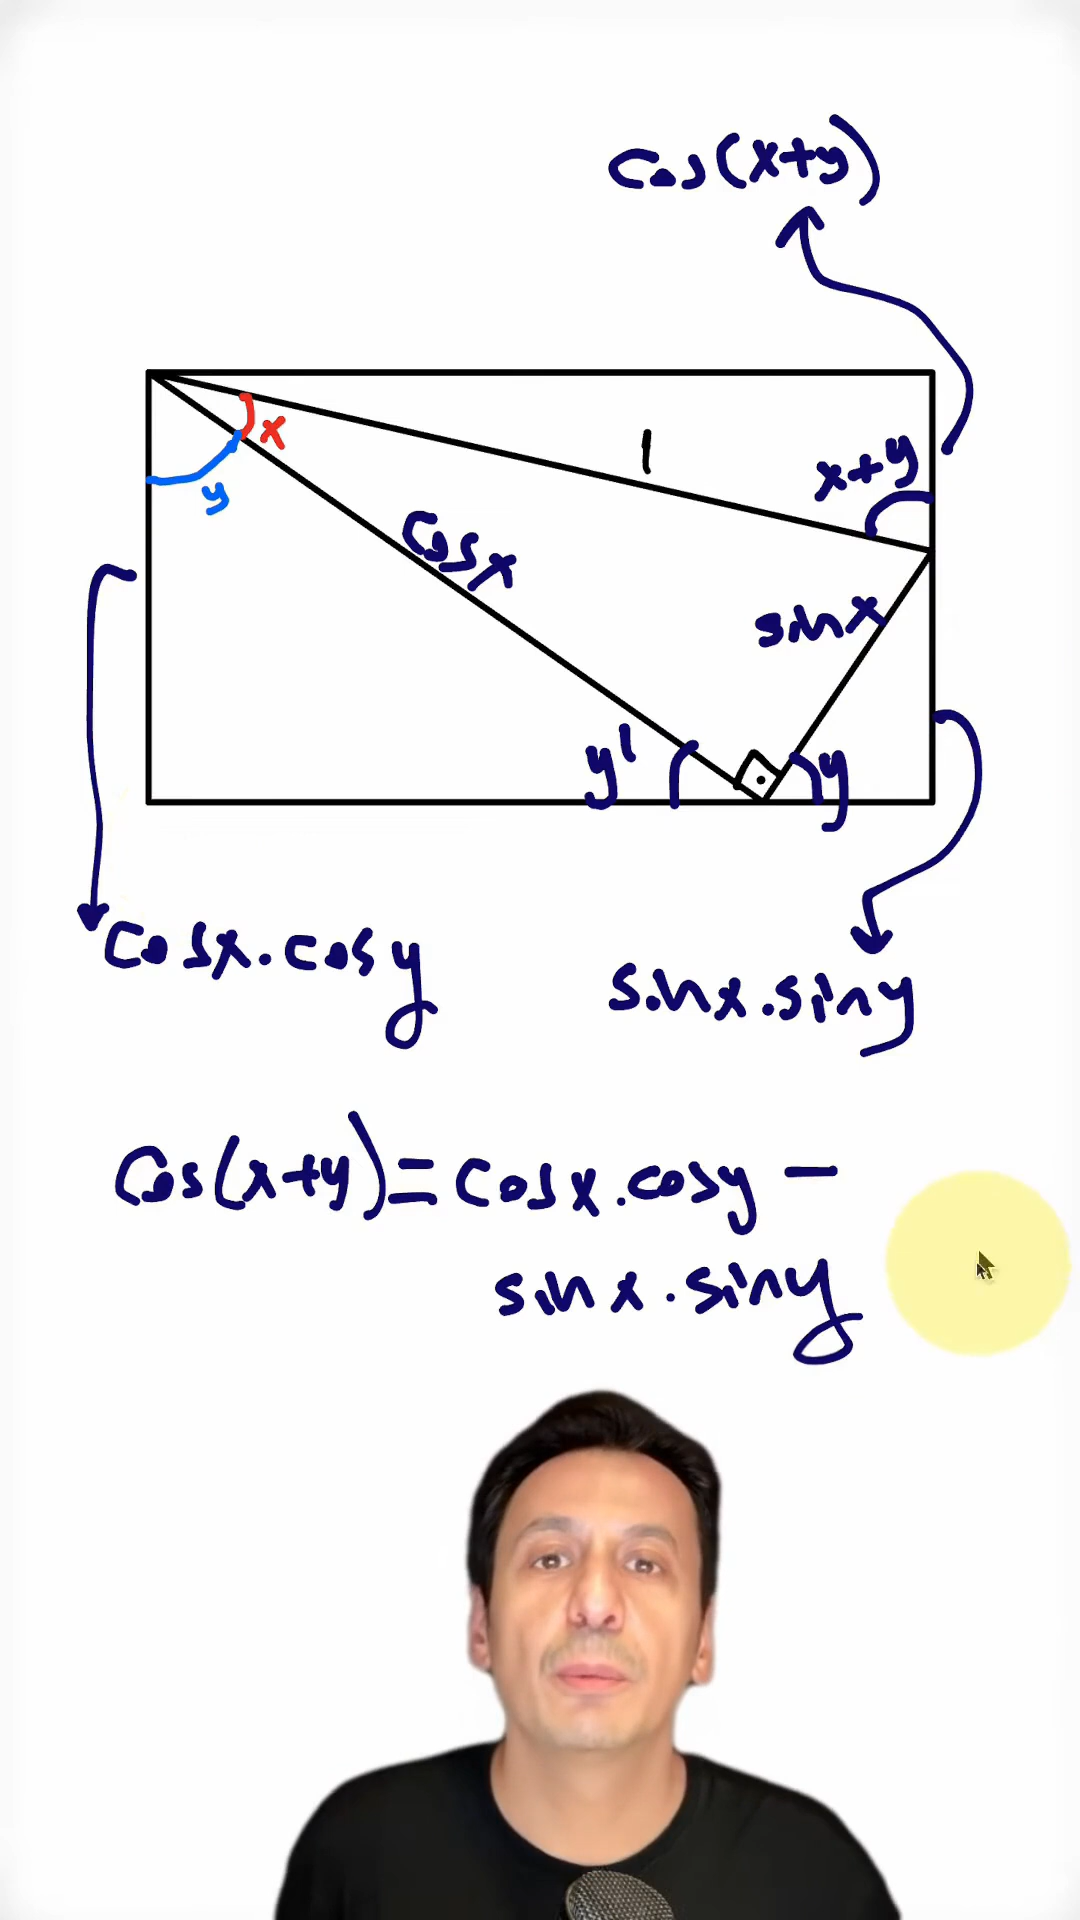 cos(x+y)
x+y
1
x
y
cosx
sinx
y'
y
cosx.cosy
sinx.siny
cos(x+y)=cosx.cosy −
sinx.siny